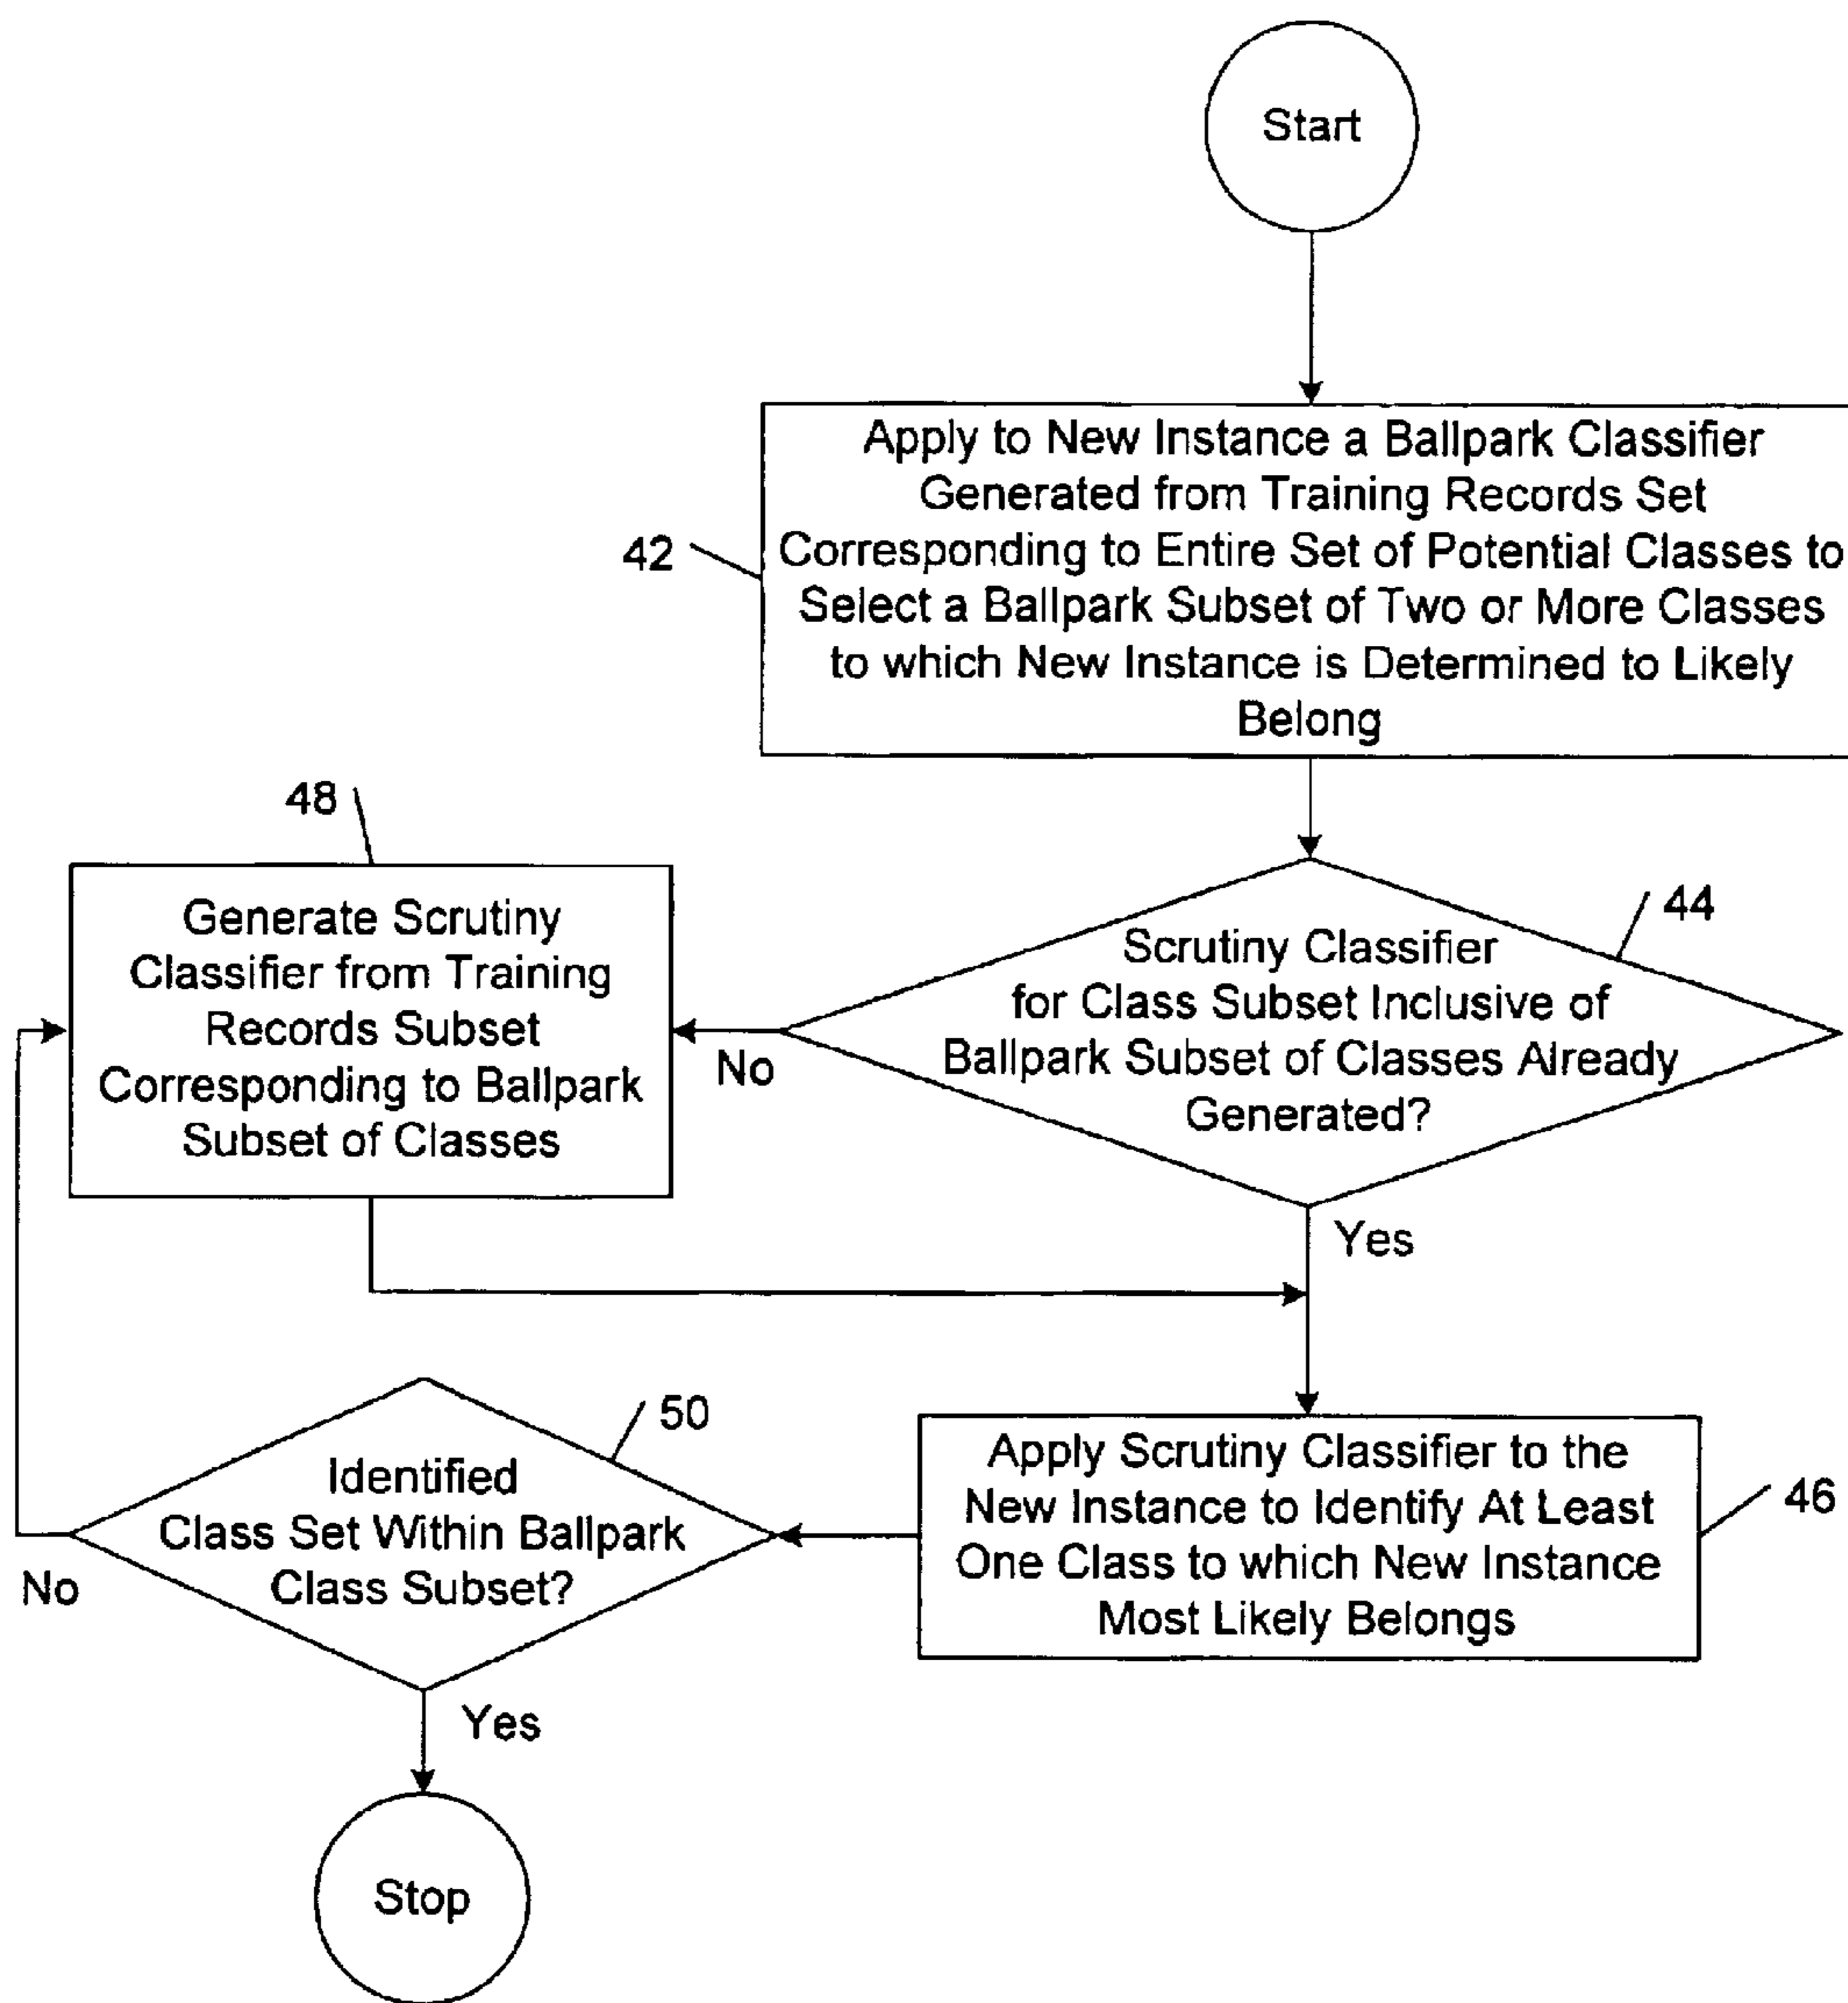 Start
42
Apply to New Instance a Ballpark Classifier
Generated from Training Records Set
Corresponding to Entire Set of Potential Classes to
Select a Ballpark Subset of Two or More Classes
to which New Instance is Determined to Likely
Belong
44
Scrutiny Classifier
for Class Subset Inclusive of
Ballpark Subset of Classes Already
Generated?
No
Yes
48
Generate Scrutiny
Classifier from Training
Records Subset
Corresponding to Ballpark
Subset of Classes
46
Apply Scrutiny Classifier to the
New Instance to Identify At Least
One Class to which New Instance
Most Likely Belongs
50
Identified
Class Set Within Ballpark
Class Subset?
No
Yes
Stop